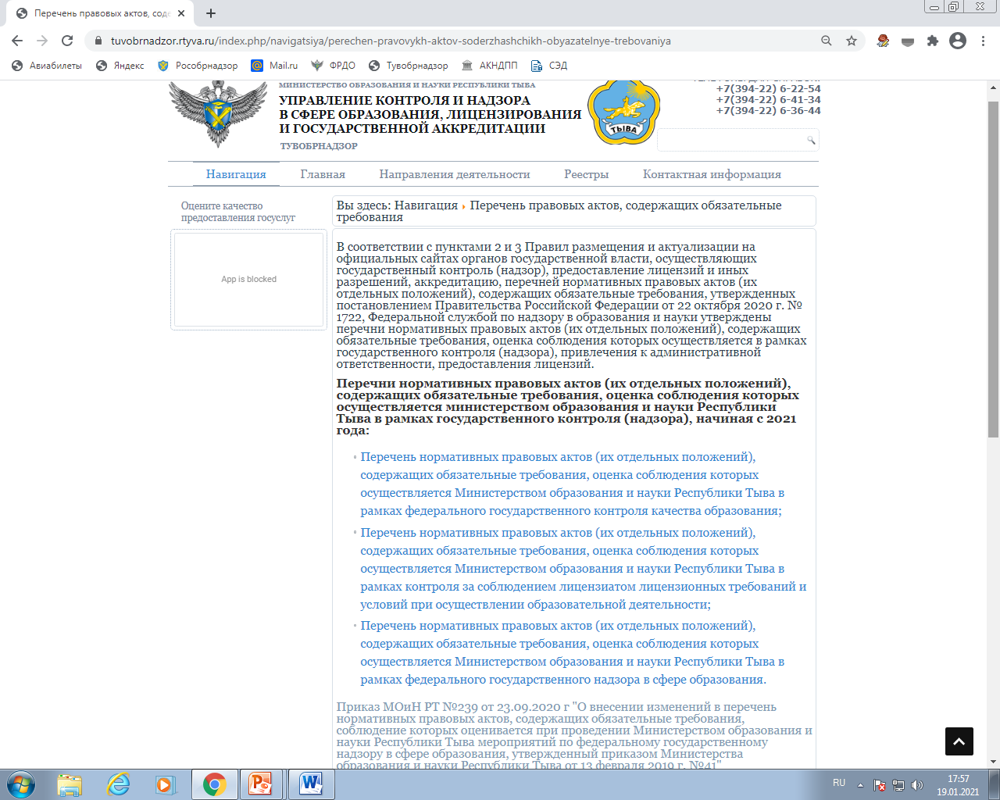 Перечень правовых актов, соде
tuvobrnadzor.rtyva.ru/index.php/navigatsiya/perechen-pravovykh-aktov-soderzhashchikh-obyazatelnye-trebovaniya
Авиабилеты Яндекс Рособрнадзор Mail.ru ФРДО Тувобрнадзор АКНДПП СЭД
МИНИСТЕРСТВО ОБРАЗОВАНИЯ И НАУКИ РЕСПУБЛИКИ ТЫВА
УПРАВЛЕНИЕ КОНТРОЛЯ И НАДЗОРА
В СФЕРЕ ОБРАЗОВАНИЯ, ЛИЦЕНЗИРОВАНИЯ
И ГОСУДАРСТВЕННОЙ АККРЕДИТАЦИИ
ТУВОБРНАДЗОР
ТЫВА
+7(394-22) 6-22-54
+7(394-22) 6-41-34
+7(394-22) 6-36-44
Навигация Главная Направления деятельности Реестры Контактная информация
Оцените качество
предоставления госуслуг
App is blocked
Вы здесь: Навигация Перечень правовых актов, содержащих обязательные
требования
В соответствии с пунктами 2 и 3 Правил размещения и актуализации на
официальных сайтах органов государственной власти, осуществляющих
государственный контроль (надзор), предоставление лицензий и иных
разрешений, аккредитацию, перечней нормативных правовых актов (их
отдельных положений), содержащих обязательные требования, утвержденных
постановлением Правительства Российской Федерации от 22 октября 2020 г. №
1722, Федеральной службой по надзору в образования и науки утверждены
перечни нормативных правовых актов (их отдельных положений), содержащих
обязательные требования, оценка соблюдения которых осуществляется в рамках
государственного контроля (надзора), привлечения к административной
ответственности, предоставления лицензий.
Перечни нормативных правовых актов (их отдельных положений),
содержащих обязательные требования, оценка соблюдения которых
осуществляется министерством образования и науки Республики
Тыва в рамках государственного контроля (надзора), начиная с 2021
года:
Перечень нормативных правовых актов (их отдельных положений),
содержащих обязательные требования, оценка соблюдения которых
осуществляется Министерством образования и науки Республики Тыва в
рамках федерального государственного контроля качества образования;
Перечень нормативных правовых актов (их отдельных положений),
содержащих обязательные требования, оценка соблюдения которых
осуществляется Министерством образования и науки Республики Тыва в
рамках контроля за соблюдением лицензиатом лицензионных требований и
условий при осуществлении образовательной деятельности;
Перечень нормативных правовых актов (их отдельных положений),
содержащих обязательные требования, оценка соблюдения которых
осуществляется Министерством образования и науки Республики Тыва в
рамках федерального государственного надзора в сфере образования.
Приказ МОиН РТ №239 от 23.09.2020 г "О внесении изменений в перечень
нормативных правовых актов, содержащих обязательные требования,
соблюдение которых оценивается при проведении Министерством образования и
науки Республики Тыва мероприятий по федеральному государственному
надзору в сфере образования, утвержденный приказом Министерства
образования и науки Республики Тыва от 13 февраля 2019 г. №41"
RU
17:57
19.01.2021